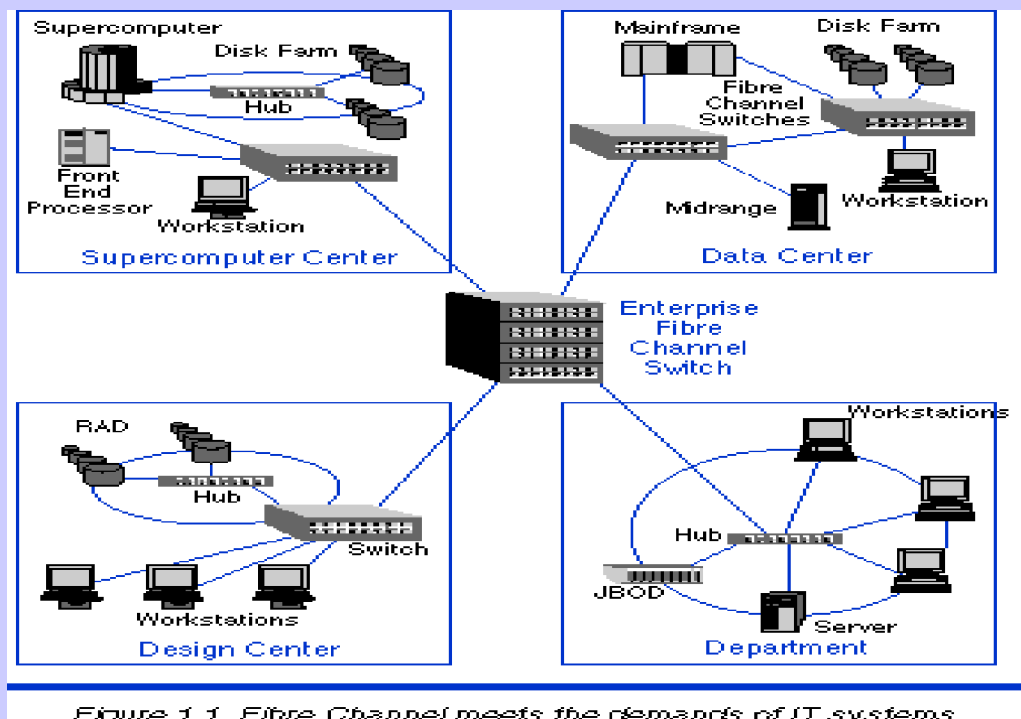 Supercomputer
Disk Farm
Hub
Front
End
Processor
Workstation
Supercomputer Center
Mainframe
Disk Farm
Fibre
Channel
Switches
Midrange
Workstation
Data Center
Enterprise
Fibre
Channel
Switch
RAD
Hub
Switch
Workstations
Design Center
Workstations
Hub
JBOD
Server
Department
Figure 1.1 Fibre Channel meets the demands of IT systems